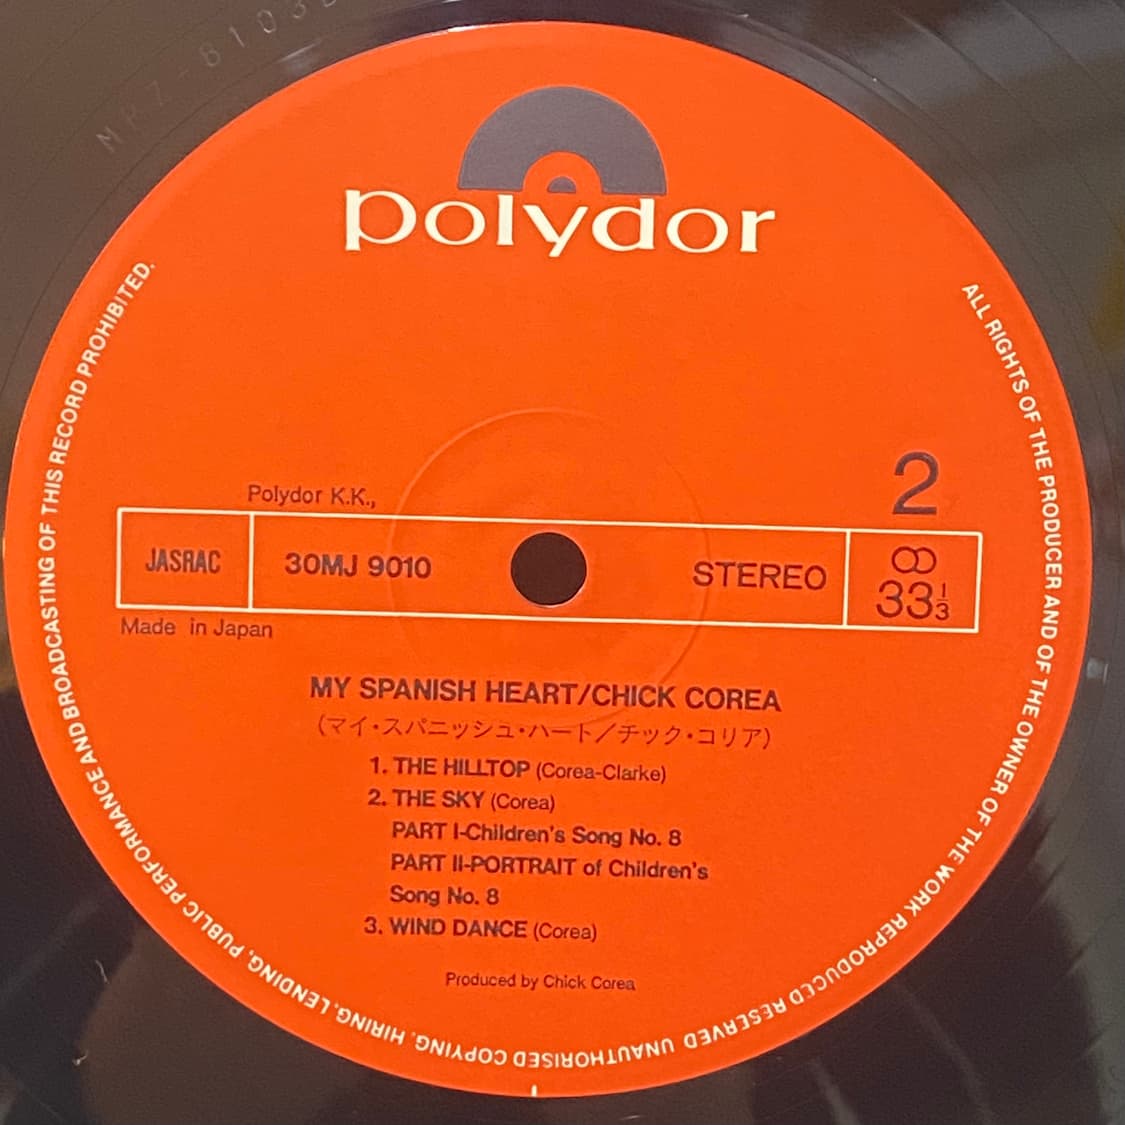 MP7-8103
polydor
2
Polydor K.K.,
JASRAC 30MJ 9010 STEREO 33⅓
Made in Japan
MY SPANISH HEART/CHICK COREA
(マイ・スパニッシュ・ハート/チック・コリア)
1. THE HILLTOP (Corea-Clarke)
2. THE SKY (Corea)
PART I-Children's Song No. 8
PART II-PORTRAIT of Children's
Song No. 8
3. WIND DANCE (Corea)
Produced by Chick Corea
ALL RIGHTS OF THE PRODUCER AND OF THE OWNER OF THE WORK REPRODUCED RESERVED UNAUTHORISED COPYING, HIRING, LENDING, PUBLIC PERFORMANCE AND BROADCASTING OF THIS RECORD PROHIBITED.